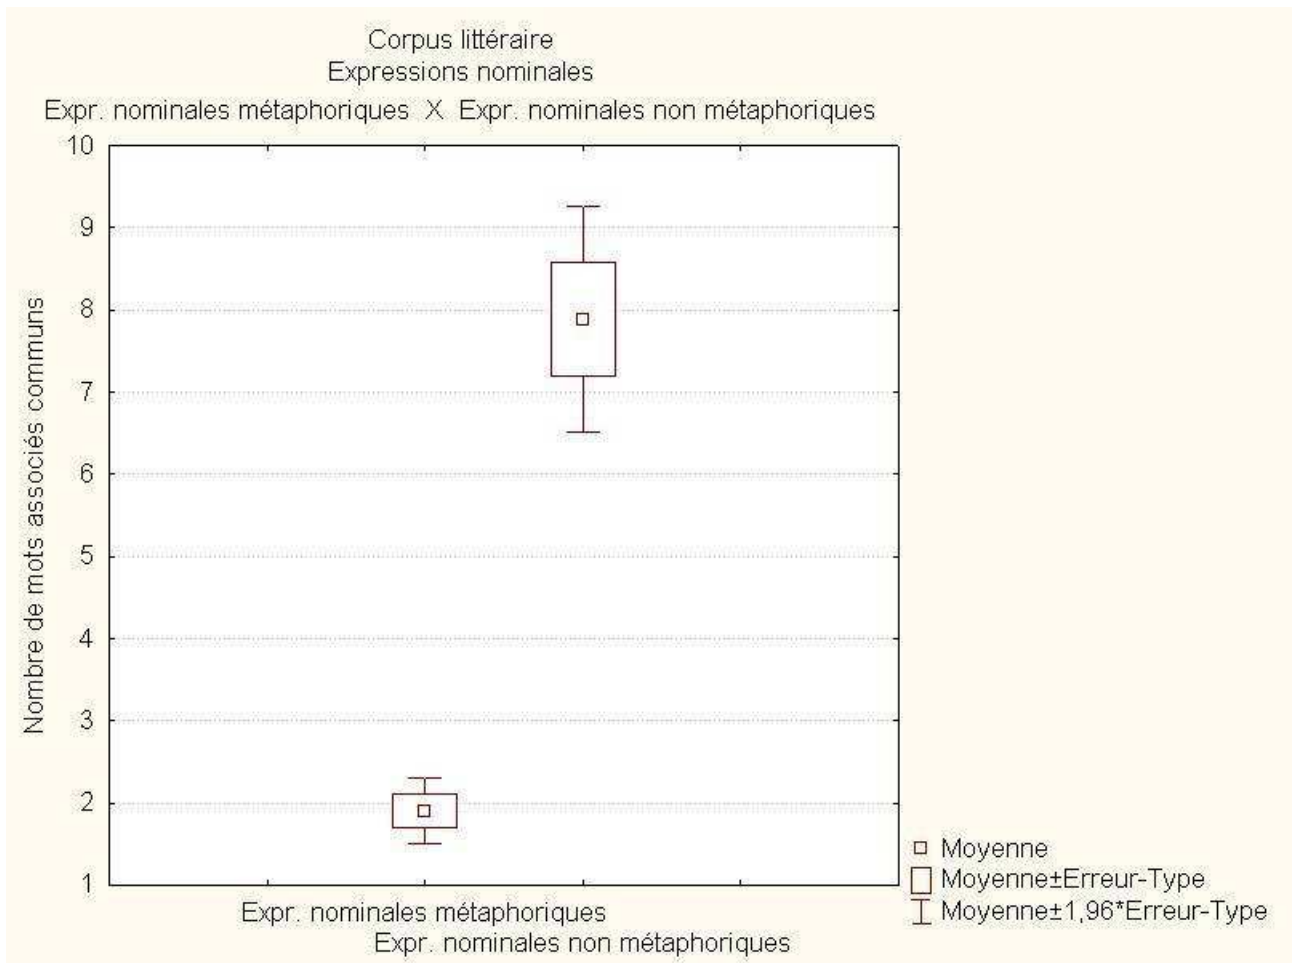 Corpus littéraire
Expressions nominales
Expr. nominales métaphoriques X Expr. nominales non métaphoriques
Nombre de mots associés communs
10
9
8
7
6
5
4
3
2
1
Expr. nominales métaphoriques
Expr. nominales non métaphoriques
Moyenne
Moyenne±Erreur-Type
Moyenne±1,96*Erreur-Type